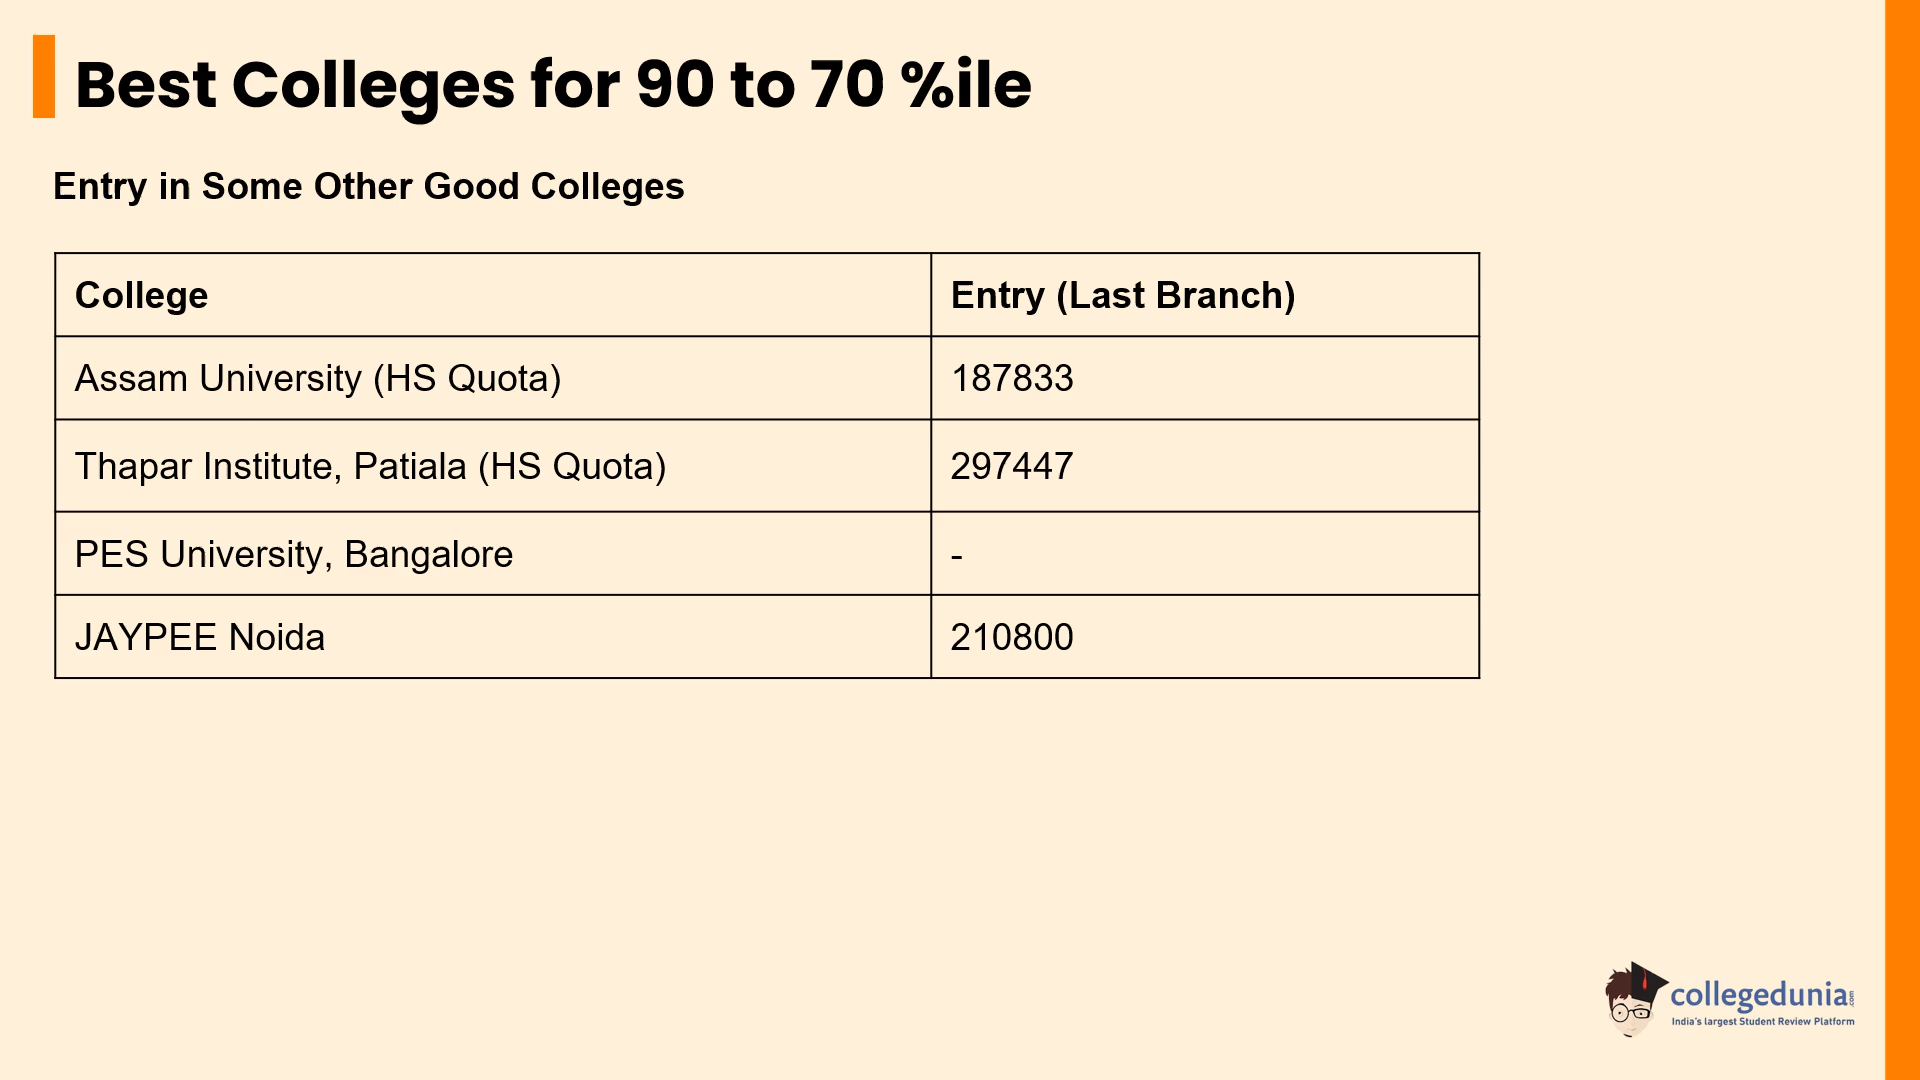 Best Colleges for 90 to 70 %ile
Entry in Some Other Good Colleges
College Entry (Last Branch)
Assam University (HS Quota) 187833
Thapar Institute, Patiala (HS Quota) 297447
PES University, Bangalore -
JAYPEE Noida 210800
collegedunia.com
India's largest Student Review Platform